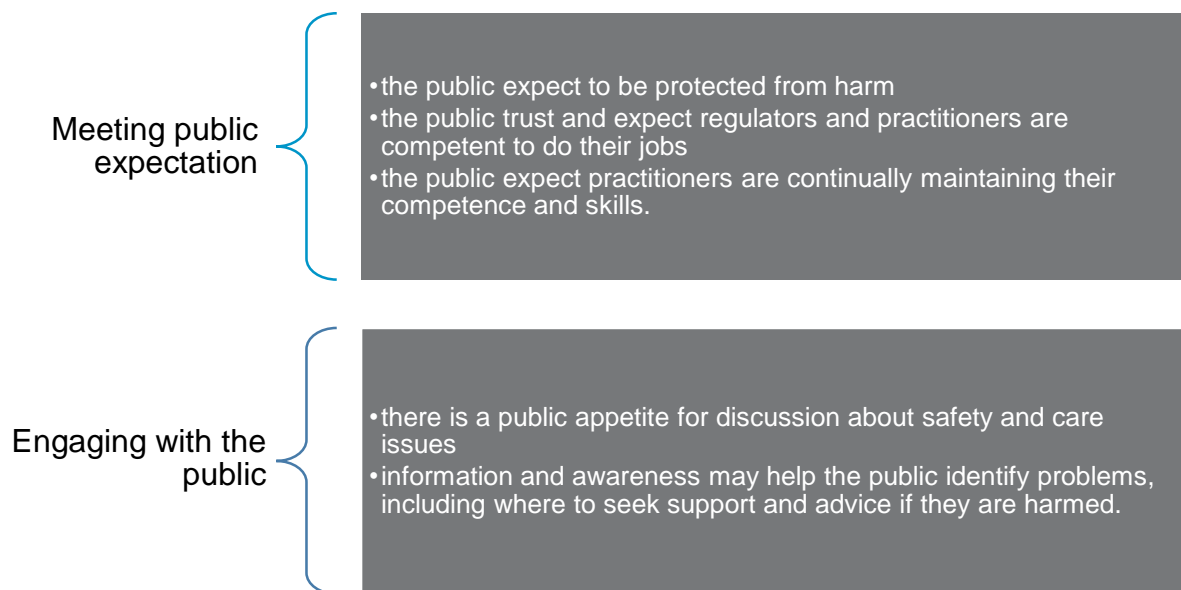 Meeting public
expectation
•the public expect to be protected from harm
•the public trust and expect regulators and practitioners are
competent to do their jobs
•the public expect practitioners are continually maintaining their
competence and skills.
Engaging with the
public
•there is a public appetite for discussion about safety and care
issues
•information and awareness may help the public identify problems,
including where to seek support and advice if they are harmed.